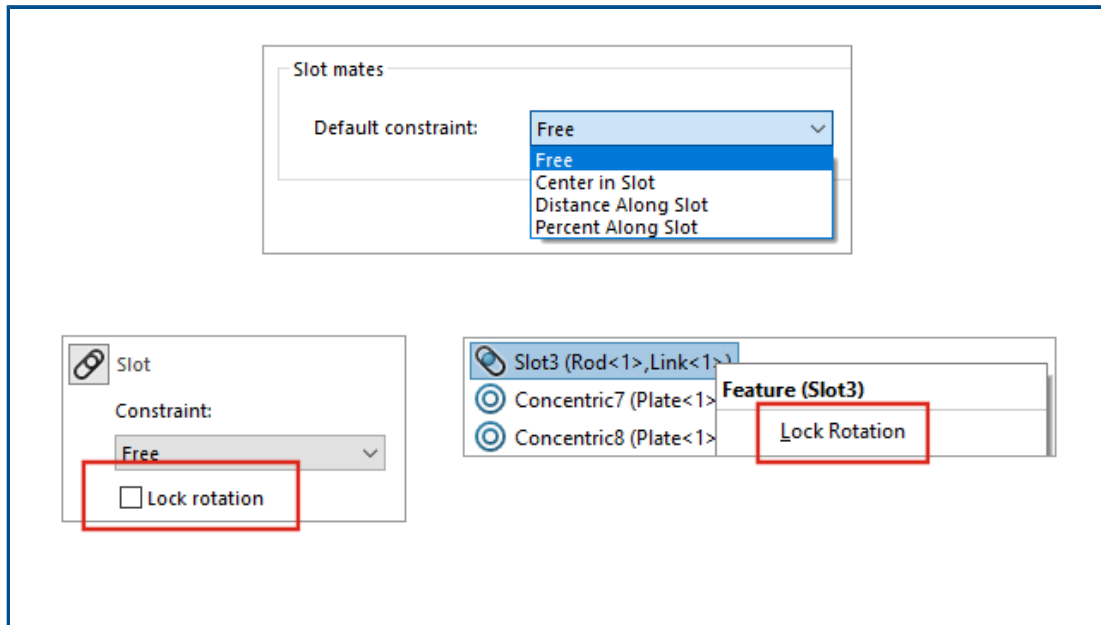 Slot mates
Default constraint:
Free
Free
Center in Slot
Distance Along Slot
Percent Along Slot
Slot
Constraint:
Free
Lock rotation
Slot3 (Rod<1>,Link<1>)
Concentric7 (Plate<1>
Concentric8 (Plate<1>
Feature (Slot3)
Lock Rotation